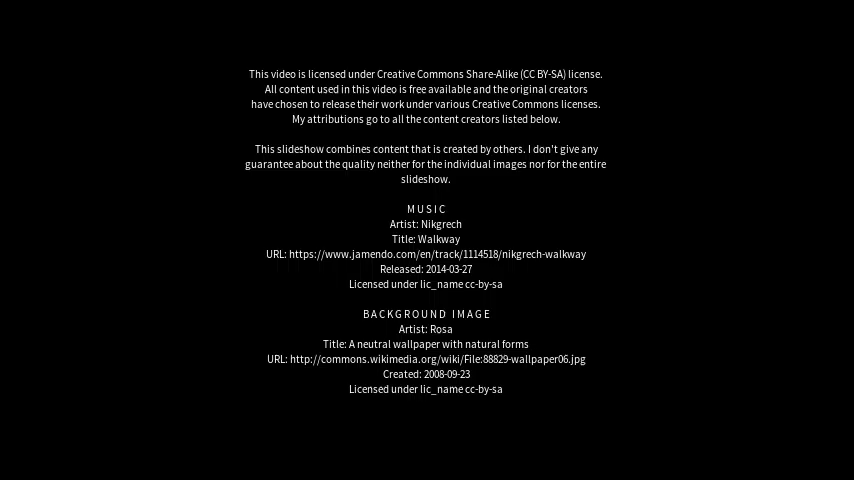 This video is licensed under Creative Commons Share-Alike (CC BY-SA) license.
All content used in this video is free available and the original creators
have chosen to release their work under various Creative Commons licenses.
My attributions go to all the content creators listed below.
This slideshow combines content that is created by others. I don't give any
guarantee about the quality neither for the individual images nor for the entire
slideshow.
MUSIC
Artist: Nikgrech
Title: Walkway
URL: https://www.jamendo.com/en/track/1114518/nikgrech-walkway
Released: 2014-03-27
Licensed under lic_name cc-by-sa
BACKGROUND IMAGE
Artist: Rosa
Title: A neutral wallpaper with natural forms
URL: http://commons.wikimedia.org/wiki/File:88829-wallpaper06.jpg
Created: 2008-09-23
Licensed under lic_name cc-by-sa